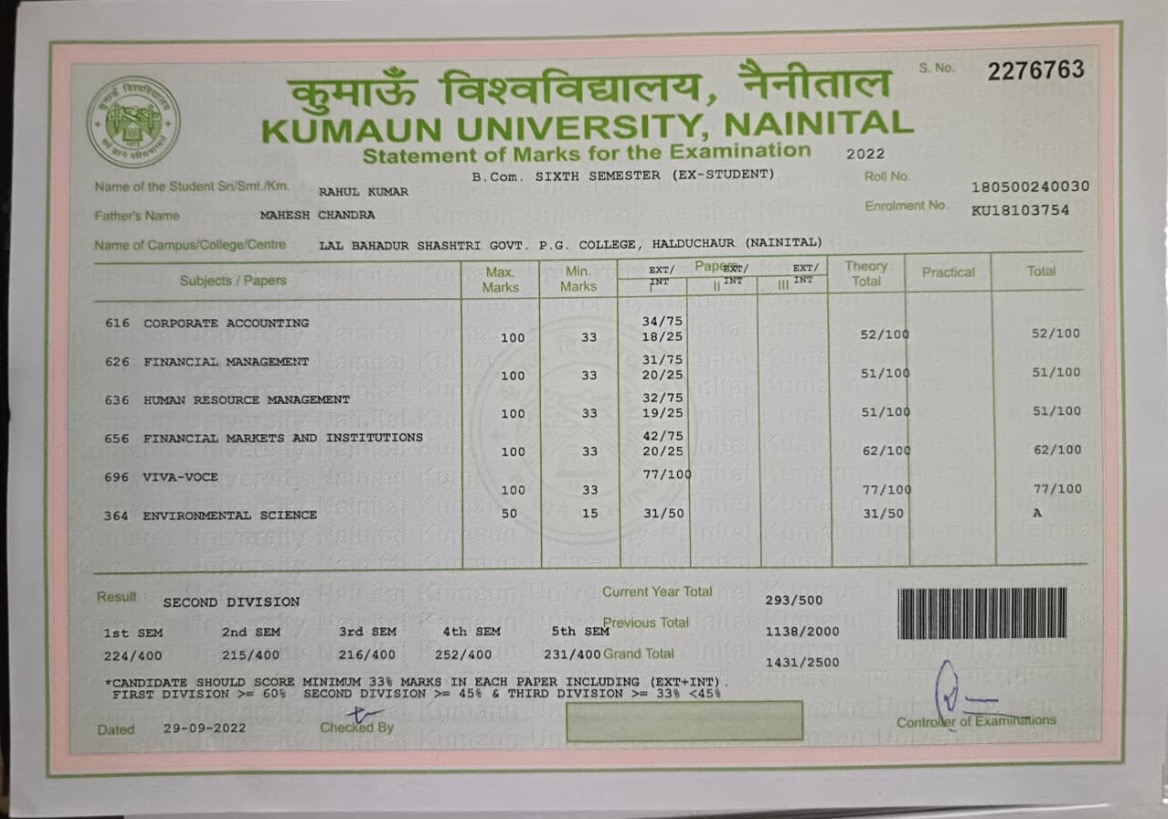 कुमाऊँ विश्वविद्यालय, नैनीताल
S. No. 2276763
KUMAUN UNIVERSITY, NAINITAL
Statement of Marks for the Examination 2022
B.Com. SIXTH SEMESTER (EX-STUDENT)
Name of the Student Sri/Smt./Km. RAHUL KUMAR
Roll No. 180500240030
Father's Name MAHESH CHANDRA
Enrolment No. KU18103754
Name of Campus/College/Centre LAL BAHADUR SHASHTRI GOVT. P.G. COLLEGE, HALDUCHAUR (NAINITAL)
Subjects / Papers Max. Marks Min. Marks Papers Theory Total Practical Total
EXT/ INT I EXT/ INT II EXT/ INT III
616 CORPORATE ACCOUNTING 34/75
100 33 18/25 52/100 52/100
626 FINANCIAL MANAGEMENT 31/75
100 33 20/25 51/100 51/100
636 HUMAN RESOURCE MANAGEMENT 32/75
100 33 19/25 51/100 51/100
656 FINANCIAL MARKETS AND INSTITUTIONS 42/75
100 33 20/25 62/100 62/100
696 VIVA-VOCE 77/100
100 33 77/100 77/100
364 ENVIRONMENTAL SCIENCE 50 15 31/50 31/50 A
Result SECOND DIVISION Current Year Total 293/500
1st SEM 2nd SEM 3rd SEM 4th SEM 5th SEM Previous Total 1138/2000
224/400 215/400 216/400 252/400 231/400 Grand Total 1431/2500
*CANDIDATE SHOULD SCORE MINIMUM 33% MARKS IN EACH PAPER INCLUDING (EXT+INT).
FIRST DIVISION >= 60% SECOND DIVISION >= 45% & THIRD DIVISION >= 33% <45%
Dated 29-09-2022 Checked By Controller of Examinations